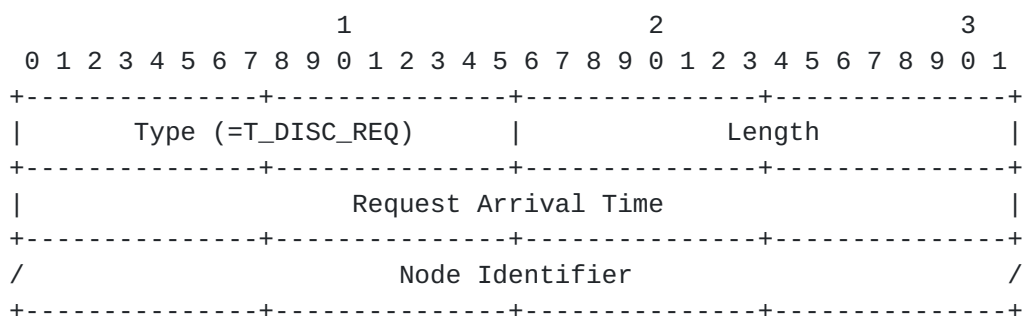 1                   2                   3
 0 1 2 3 4 5 6 7 8 9 0 1 2 3 4 5 6 7 8 9 0 1 2 3 4 5 6 7 8 9 0 1
+---------------+---------------+---------------+---------------+
|       Type (=T_DISC_REQ)      |             Length            |
+---------------+---------------+---------------+---------------+
|                     Request Arrival Time                      |
+---------------+---------------+---------------+---------------+
/                        Node Identifier                        /
+---------------+---------------+---------------+---------------+